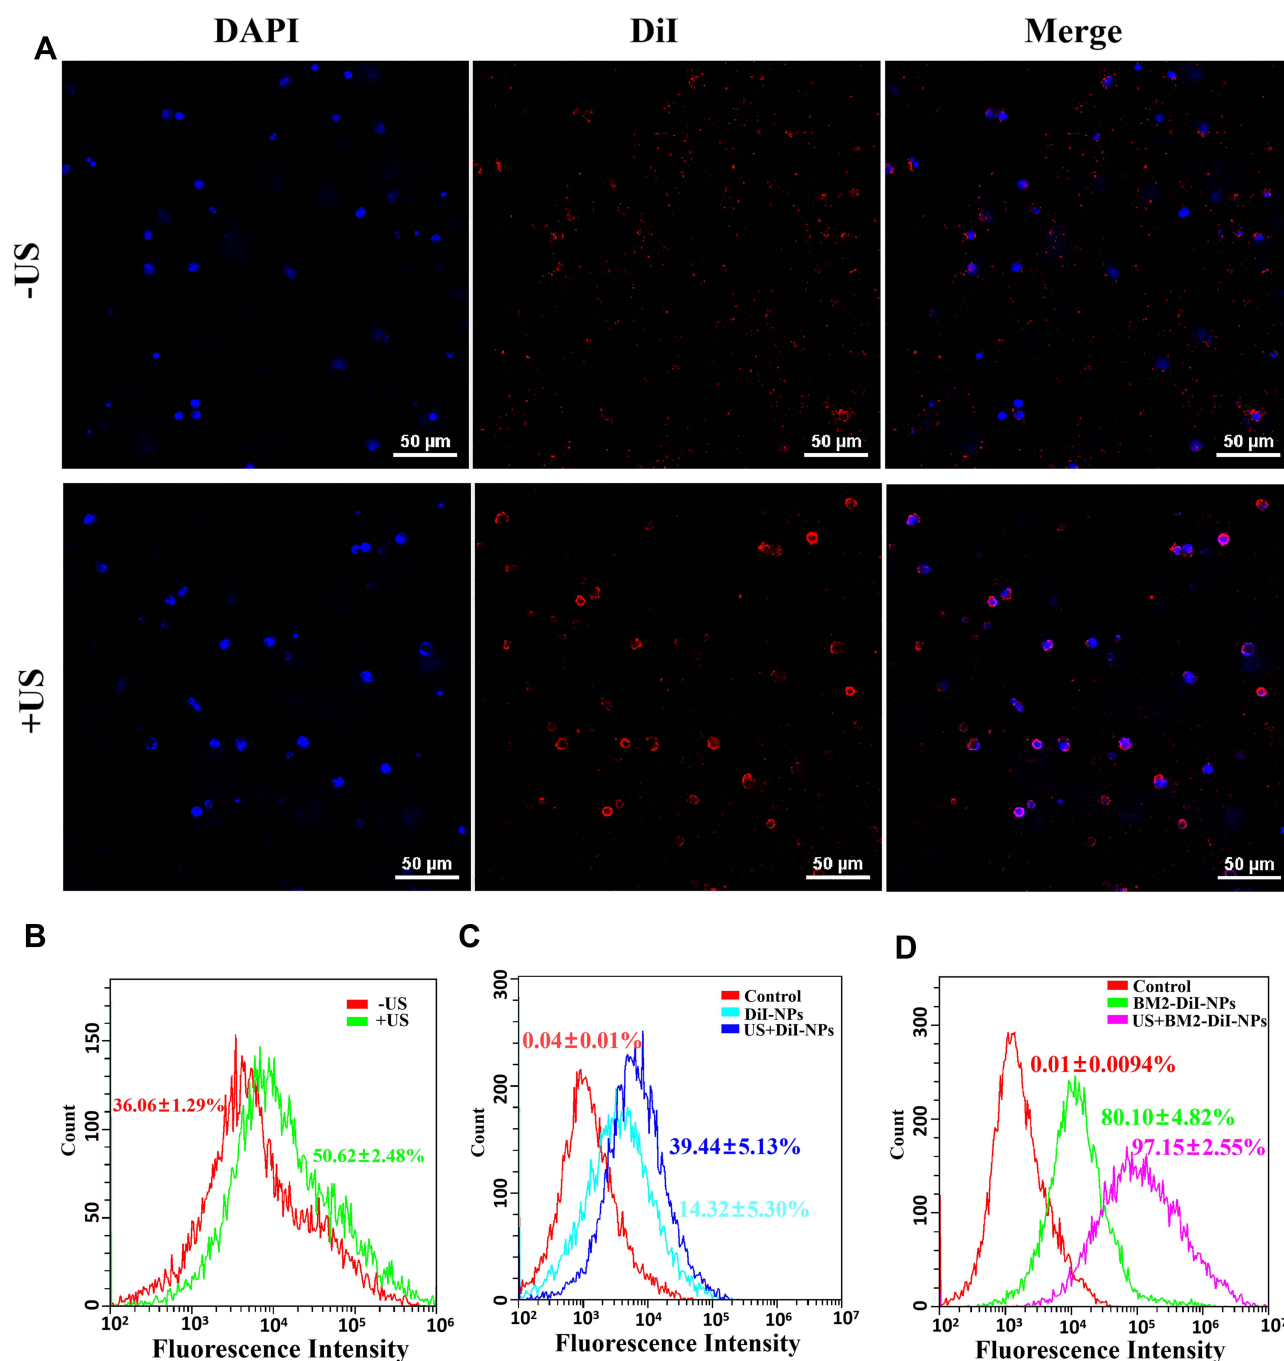 A
DAPI
DiI
Merge
-US
50 µm
50 µm
50 µm
+US
50 µm
50 µm
50 µm
B
Count
150
100
50
0
-US
+US
36.06±1.29%
50.62±2.48%
10² 10³ 10⁴ 10⁵ 10⁶
Fluorescence Intensity
C
Count
300
200
100
0
Control
DiI-NPs
US+DiI-NPs
0.04±0.01%
39.44±5.13%
14.32±5.30%
10² 10³ 10⁴ 10⁵ 10⁶ 10⁷
Fluorescence Intensity
D
Count
300
200
100
0
Control
BM2-DiI-NPs
US+BM2-DiI-NPs
0.01±0.0094%
80.10±4.82%
97.15±2.55%
10² 10³ 10⁴ 10⁵ 10⁶ 10⁷
Fluorescence Intensity